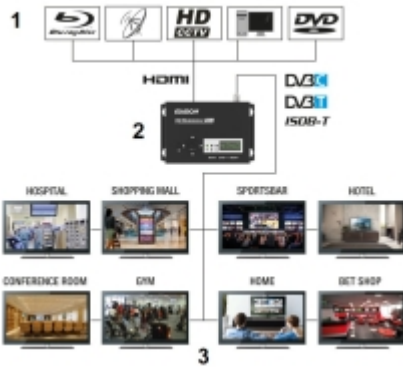 1
Blu-ray Disc
HD
CCTV
DVD
HDMI
DVB C
DVB T
ISDB-T
2
HOSPITAL
SHOPPING MALL
SPORTSBAR
HOTEL
CONFERENCE ROOM
GYM
HOME
BET SHOP
3